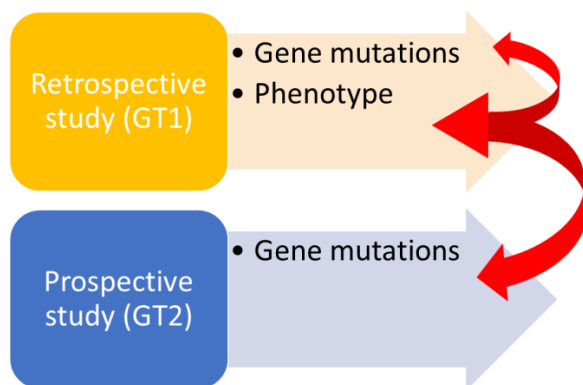 Retrospective
study (GT1)
• Gene mutations
• Phenotype
Prospective
study (GT2)
• Gene mutations